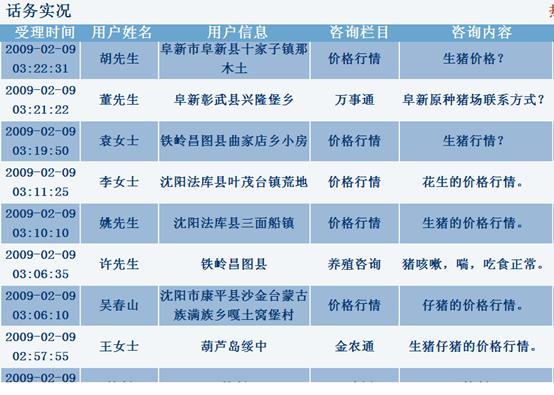 话务实况
受理时间 用户姓名 用户信息 咨询栏目 咨询内容
2009-02-09 03:22:31 胡先生 阜新市阜新县十家子镇那木土 价格行情 生猪价格？
2009-02-09 03:21:22 董先生 阜新彰武县兴隆堡乡 万事通 阜新原种猪场联系方式？
2009-02-09 03:19:50 袁女士 铁岭昌图县曲家店乡小房 价格行情 生猪行情？
2009-02-09 03:11:25 李女士 沈阳法库县叶茂台镇荒地 价格行情 花生的价格行情。
2009-02-09 03:10:10 姚先生 沈阳法库县三面船镇 价格行情 生猪的价格行情。
2009-02-09 03:06:35 许先生 铁岭昌图县 养殖咨询 猪咳嗽，喘，吃食正常。
2009-02-09 03:06:10 吴春山 沈阳市康平县沙金台蒙古族满族乡嘎土窝堡村 价格行情 仔猪的价格行情。
2009-02-09 02:57:55 王女士 葫芦岛绥中 金农通 生猪仔猪的价格行情。
2009-02-09